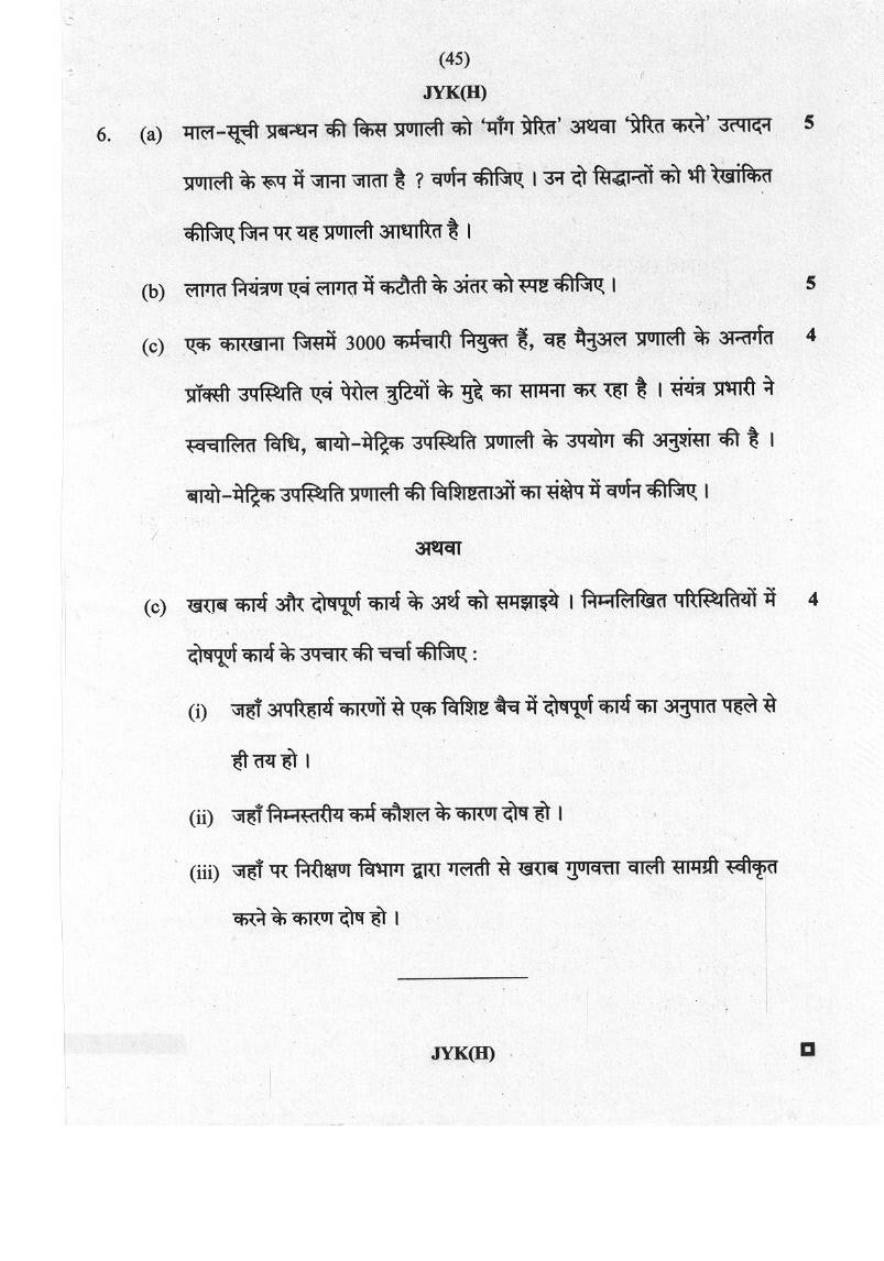 (45)
JYK(H)
6. (a) माल-सूची प्रबन्धन की किस प्रणाली को 'माँग प्रेरित' अथवा 'प्रेरित करने' उत्पादन 5
प्रणाली के रूप में जाना जाता है ? वर्णन कीजिए । उन दो सिद्धान्तों को भी रेखांकित
कीजिए जिन पर यह प्रणाली आधारित है ।
(b) लागत नियंत्रण एवं लागत में कटौती के अंतर को स्पष्ट कीजिए । 5
(c) एक कारखाना जिसमें 3000 कर्मचारी नियुक्त हैं, वह मैनुअल प्रणाली के अन्तर्गत 4
प्रॉक्सी उपस्थिति एवं पेरोल त्रुटियों के मुद्दे का सामना कर रहा है । संयंत्र प्रभारी ने
स्वचालित विधि, बायो-मेट्रिक उपस्थिति प्रणाली के उपयोग की अनुशंसा की है ।
बायो-मेट्रिक उपस्थिति प्रणाली की विशिष्टताओं का संक्षेप में वर्णन कीजिए ।
अथवा
(c) खराब कार्य और दोषपूर्ण कार्य के अर्थ को समझाइये । निम्नलिखित परिस्थितियों में 4
दोषपूर्ण कार्य के उपचार की चर्चा कीजिए :
(i) जहाँ अपरिहार्य कारणों से एक विशिष्ट बैच में दोषपूर्ण कार्य का अनुपात पहले से
ही तय हो ।
(ii) जहाँ निम्नस्तरीय कर्म कौशल के कारण दोष हो ।
(iii) जहाँ पर निरीक्षण विभाग द्वारा गलती से खराब गुणवत्ता वाली सामग्री स्वीकृत
करने के कारण दोष हो ।
JYK(H)